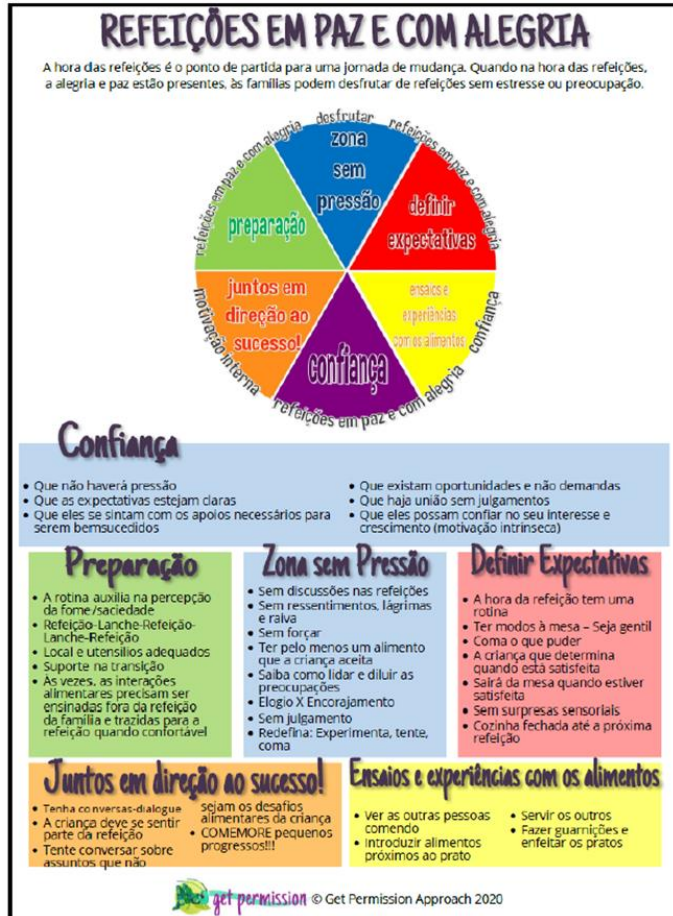 REFEIÇÕES EM PAZ E COM ALEGRIA
A hora das refeições é o ponto de partida para uma jornada de mudança. Quando na hora das refeições,
a alegria e paz estão presentes, às famílias podem desfrutar de refeições sem estresse ou preocupação.
refeições em paz e com alegria
desfrutar
refeições em paz e com alegria
zona
sem
pressão
preparação
definir
expectativas
juntos em
direção ao
sucesso!
ensaios e
experiências
com os alimentos
confiança
motivação interna
refeições em paz e com alegria
confiança
Confiança
• Que não haverá pressão
• Que as expectativas estejam claras
• Que eles se sintam com os apoios necessários para
serem bemsucedidos
• Que existam oportunidades e não demandas
• Que haja união sem julgamentos
• Que eles possam confiar no seu interesse e
crescimento (motivação intrínseca)
Preparação
• A rotina auxilia na percepção
da fome/saciedade
• Refeição-Lanche-Refeição-
Lanche-Refeição
• Local e utensílios adequados
• Suporte na transição
• Às vezes, as interações
alimentares precisam ser
ensinadas fora da refeição
da família e trazidas para a
refeição quando confortável
Zona sem Pressão
• Sem discussões nas refeições
• Sem ressentimentos, lágrimas
e raiva
• Sem forçar
• Ter pelo menos um alimento
que a criança aceita
• Saiba como lidar e diluir as
preocupações
• Elogio X Encorajamento
• Sem julgamento
• Redefina: Experimenta, tente,
coma
Definir Expectativas
• A hora da refeição tem uma
rotina
• Ter modos à mesa – Seja gentil
• Coma o que puder
• A criança que determina
quando está satisfeita
• Sairá da mesa quando estiver
satisfeita
• Sem surpresas sensoriais
• Cozinha fechada até a próxima
refeição
Juntos em direção ao sucesso!
• Tenha conversas-dialogue
• A criança deve se sentir
parte da refeição
• Tente conversar sobre
assuntos que não
sejam os desafios
alimentares da criança
• COMEMORE pequenos
progressos!!!
Ensaios e experiências com os alimentos
• Ver as outras pessoas
comendo
• Introduzir alimentos
próximos ao prato
• Servir os outros
• Fazer guarnições e
enfeitar os pratos
get permission © Get Permission Approach 2020